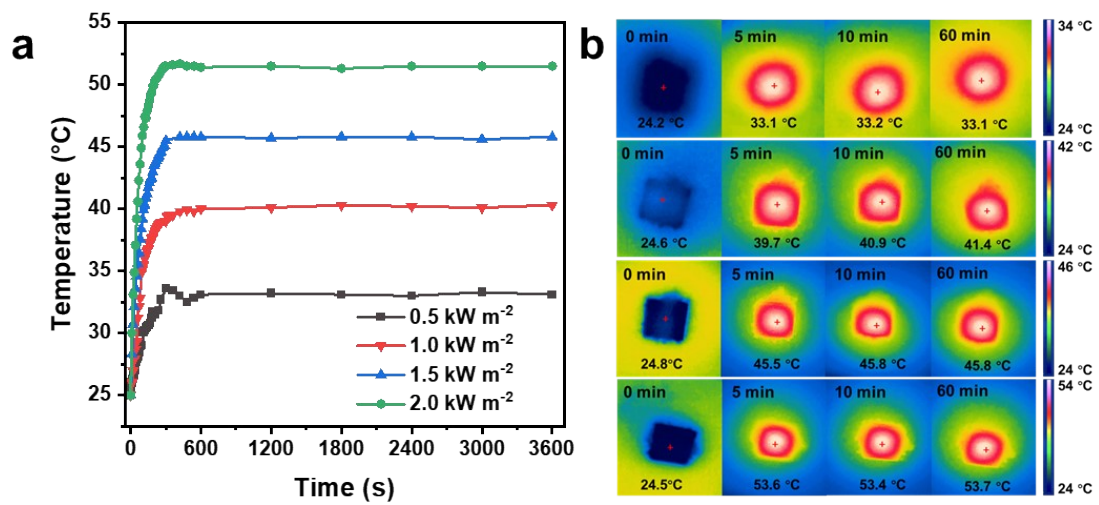 a
Temperature (°C)
55
50
45
40
35
30
25
0 600 1200 1800 2400 3000 3600
Time (s)
0.5 kW m⁻²
1.0 kW m⁻²
1.5 kW m⁻²
2.0 kW m⁻²
b
0 min 5 min 10 min 60 min
24.2 °C 33.1 °C 33.2 °C 33.1 °C
34 °C
24 °C
0 min 5 min 10 min 60 min
24.6 °C 39.7 °C 40.9 °C 41.4 °C
42 °C
24 °C
0 min 5 min 10 min 60 min
24.8°C 45.5 °C 45.8 °C 45.8 °C
46 °C
24 °C
0 min 5 min 10 min 60 min
24.5°C 53.6 °C 53.4 °C 53.7 °C
54 °C
24 °C